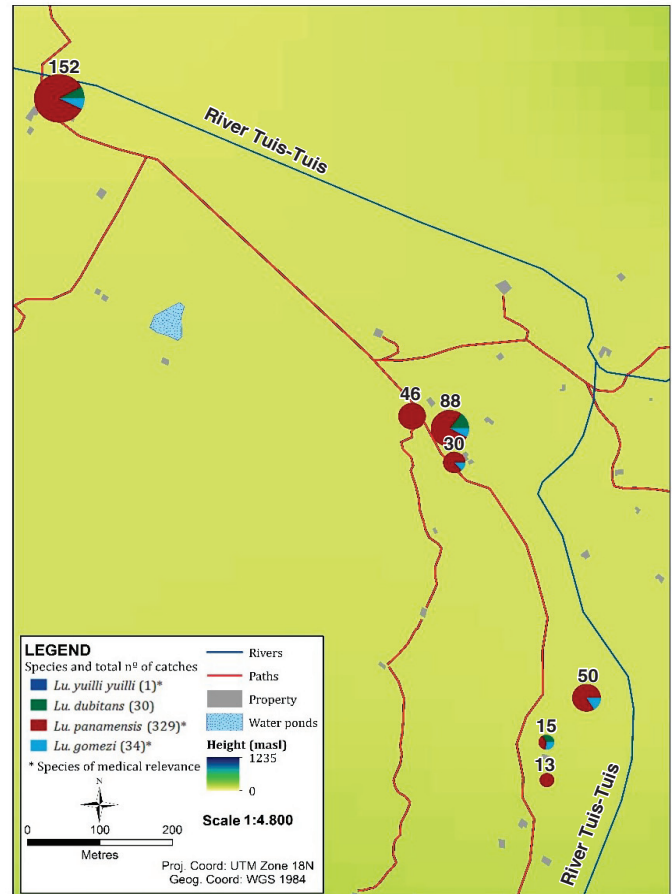 152
River Tuis-Tuis
46
88
30
50
15
13
River Tuis-Tuis
LEGEND
Species and total nº of catches
Lu. yuilli yuilli (1)*
Lu. dubitans (30)
Lu. panamensis (329)*
Lu. gomezi (34)*
* Species of medical relevance
N
0 100 200
Metres
Rivers
Paths
Property
Water ponds
Height (masl)
1235
0
Scale 1:4.800
Proj. Coord: UTM Zone 18N
Geog. Coord: WGS 1984